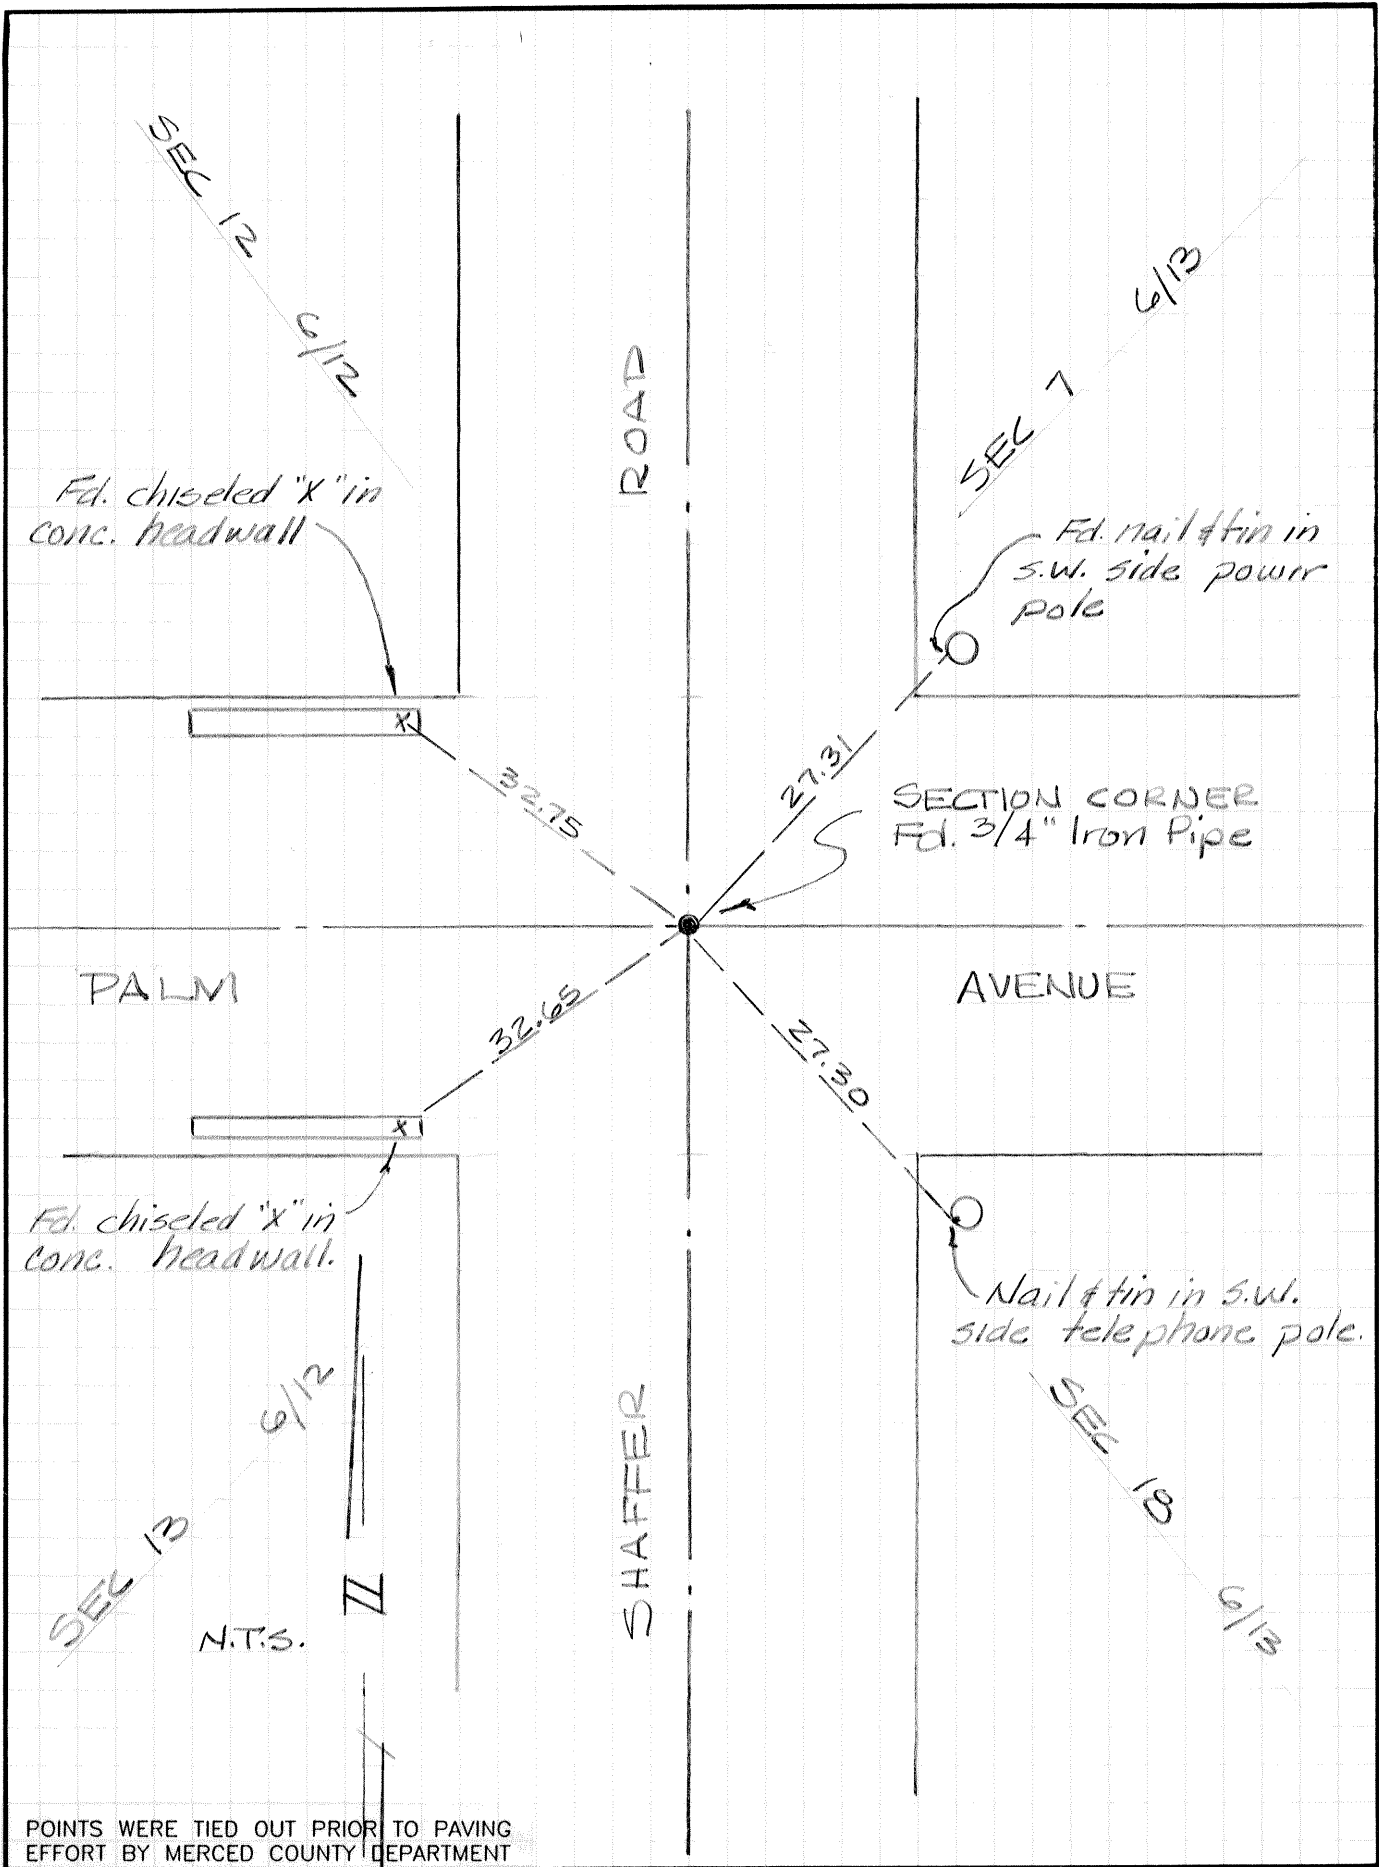 SEC 12
6/12
6/13
SEC 7
ROAD
Fd. chiseled "X" in
conc. headwall
Fd. nail & tin in
s.w. side power
pole
X
32.75
27.31
SECTION CORNER
Fd. 3/4" Iron Pipe
PALM
AVENUE
32.65
27.30
X
Fd. chiseled "X" in
conc. headwall.
Nail & tin in s.w.
side telephone pole.
6/12
SEC 13
SHAFFER
SEC 18
6/13
N
N.T.S.
POINTS WERE TIED OUT PRIOR TO PAVING
EFFORT BY MERCED COUNTY DEPARTMENT